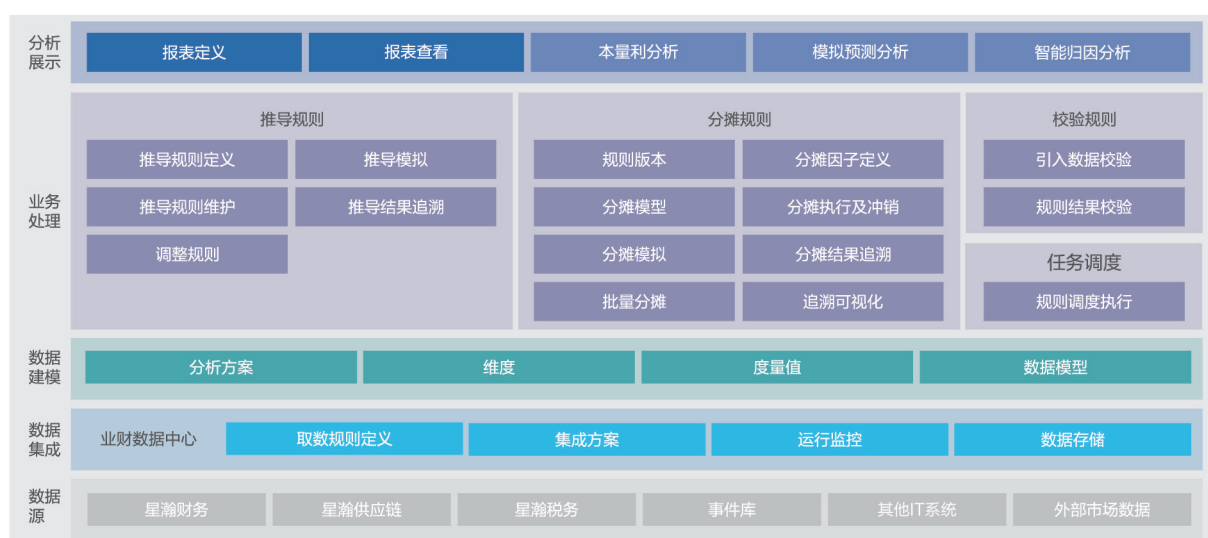 分析
展示
报表定义
报表查看
本量利分析
模拟预测分析
智能归因分析
业务
处理
推导规则
推导规则定义
推导模拟
推导规则维护
推导结果追溯
调整规则
分摊规则
规则版本
分摊因子定义
分摊模型
分摊执行及冲销
分摊模拟
分摊结果追溯
批量分摊
追溯可视化
校验规则
引入数据校验
规则结果校验
任务调度
规则调度执行
数据
建模
分析方案
维度
度量值
数据模型
数据
集成
业财数据中心
取数规则定义
集成方案
运行监控
数据存储
数据
源
星瀚财务
星瀚供应链
星瀚税务
事件库
其他IT系统
外部市场数据